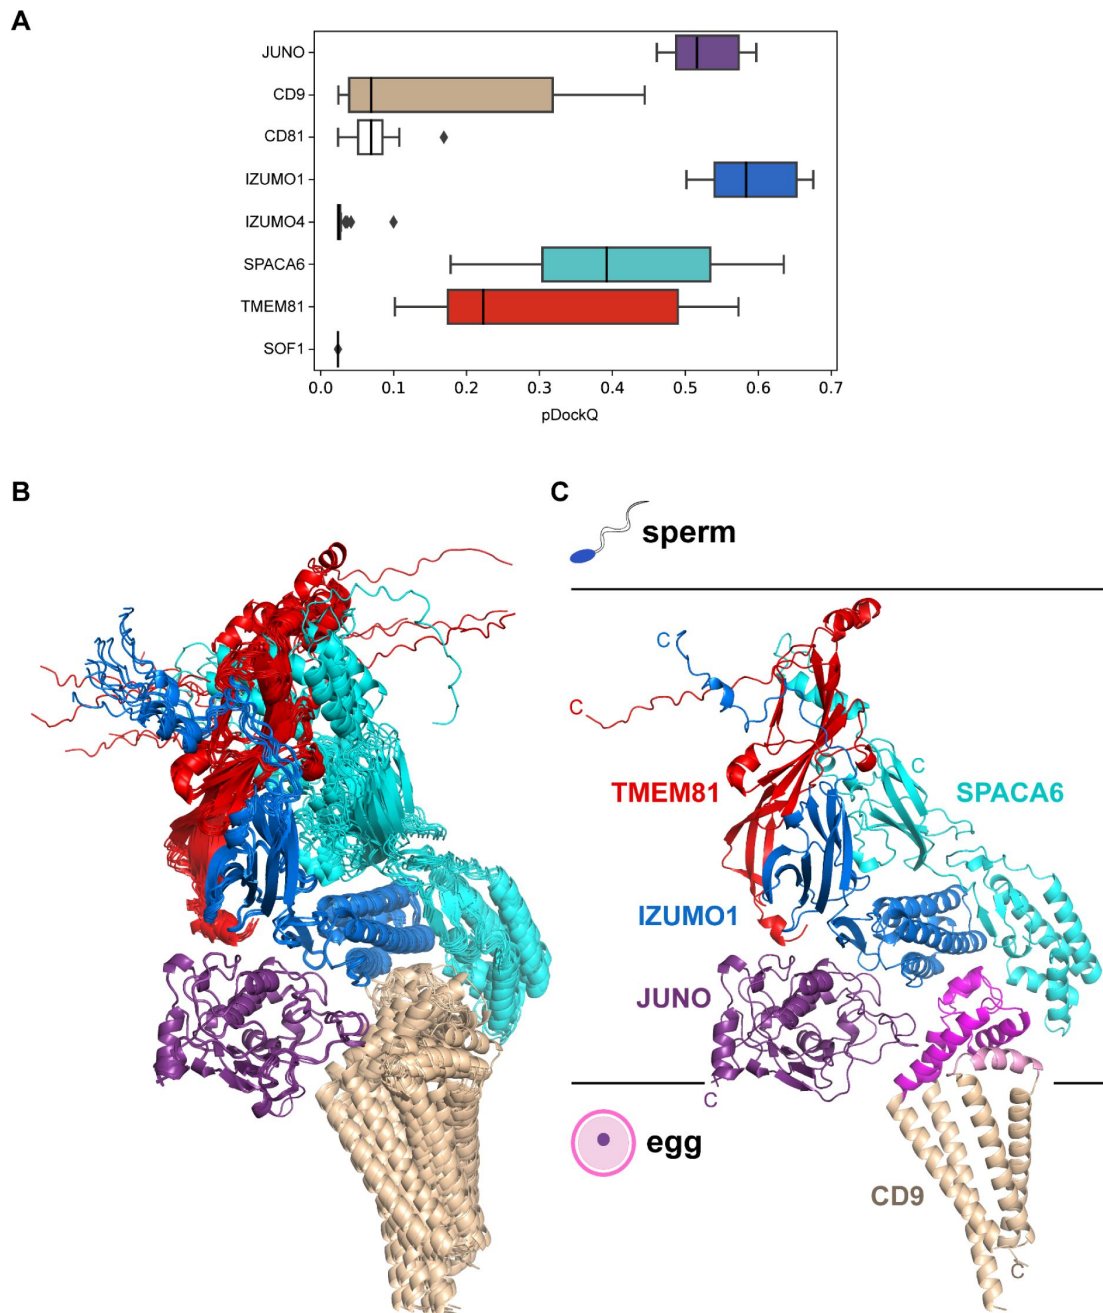 A
JUNO
CD9
CD81
IZUMO1
IZUMO4
SPACA6
TMEM81
SOF1
0.0 0.1 0.2 0.3 0.4 0.5 0.6 0.7
pDockQ
B
C
sperm
C
C
C
TMEM81
SPACA6
IZUMO1
JUNO
C
egg
CD9
C